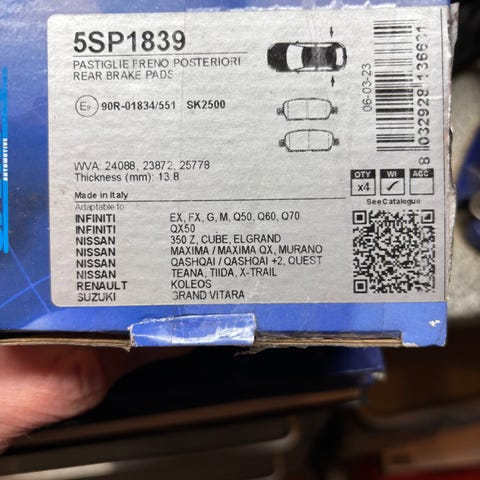 5SP1839
PASTIGLIE FRENO POSTERIORI
REAR BRAKE PADS
E9 90R-01834/551 SK2500
06-03-23
WVA: 24088, 23872, 25778
Thickness (mm): 13.8
QTY WI ACC
x4 ✓
Made in Italy
See Catalogue
Adaptable to
INFINITI EX, FX, G, M, Q50, Q60, Q70
INFINITI QX50
NISSAN 350 Z, CUBE, ELGRAND
NISSAN MAXIMA / MAXIMA QX, MURANO
NISSAN QASHQAI / QASHQAI +2, QUEST
NISSAN TEANA, TIIDA, X-TRAIL
RENAULT KOLEOS
SUZUKI GRAND VITARA
AUTOMOTIVE